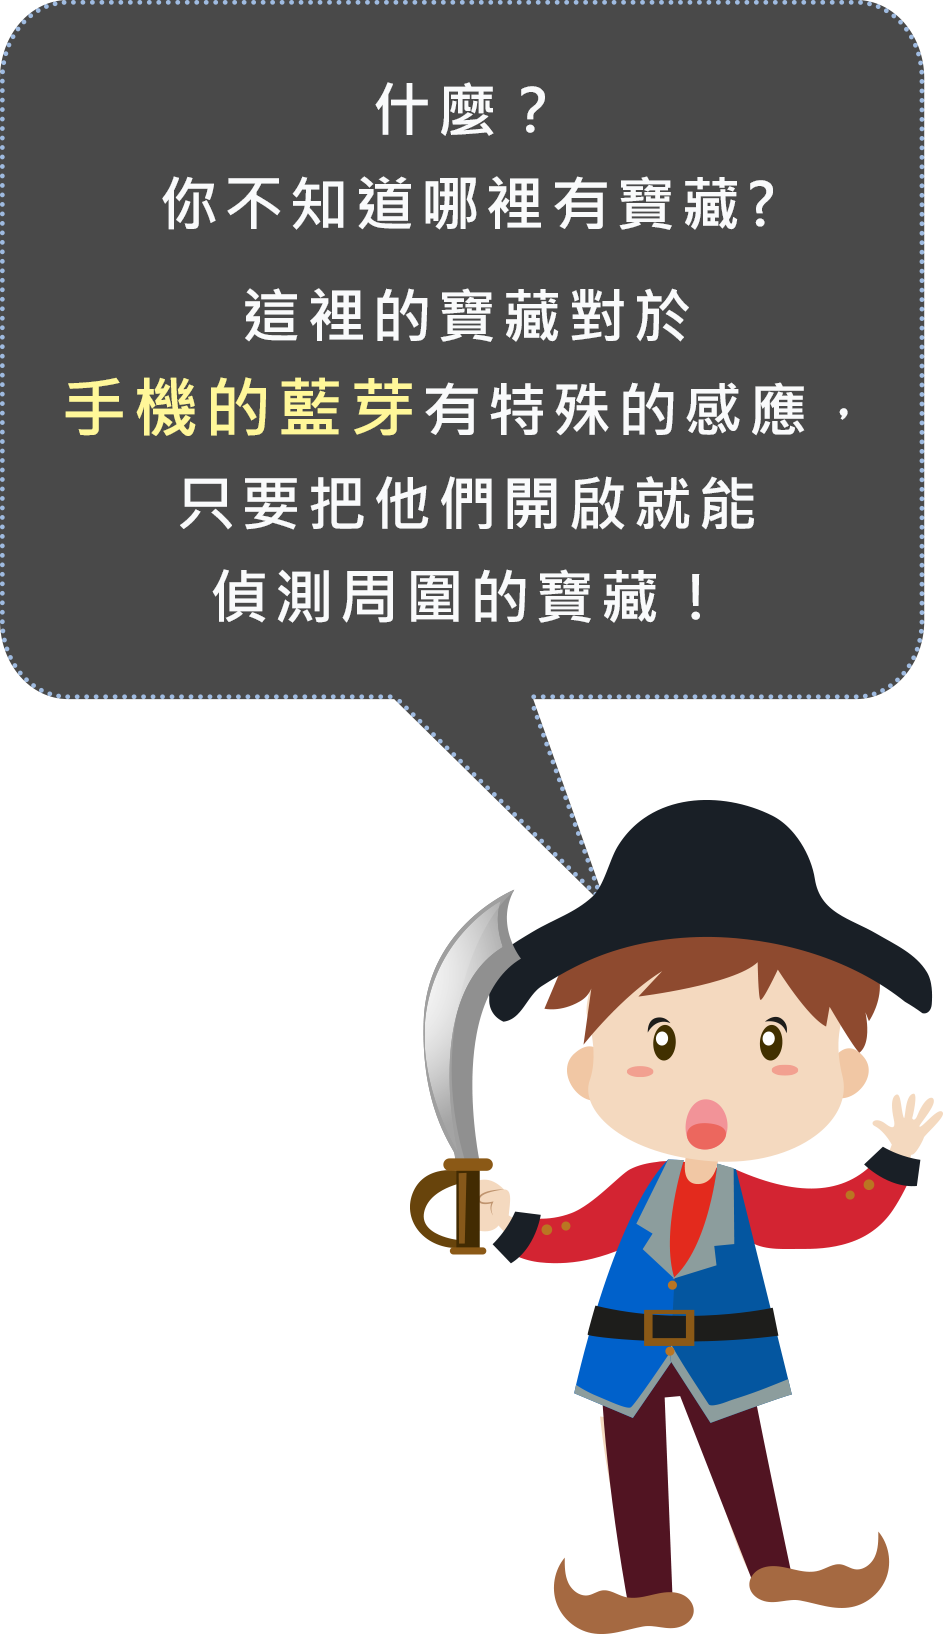 什麼？
你不知道哪裡有寶藏?
這裡的寶藏對於
手機的藍芽有特殊的感應，
只要把他們開啟就能
偵測周圍的寶藏！